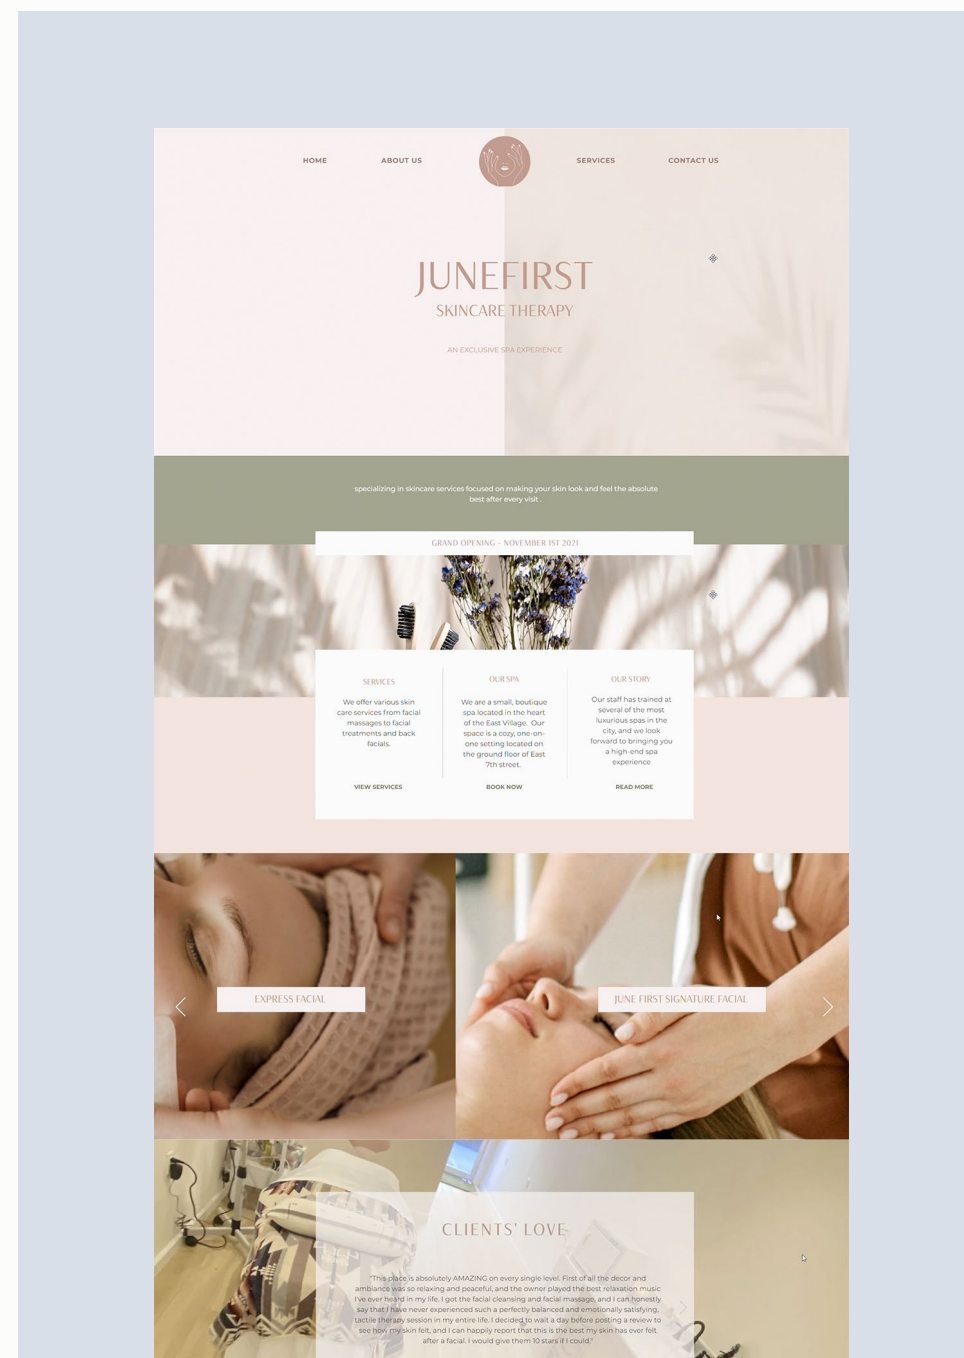 HOME
ABOUT US
SERVICES
CONTACT US
JUNEFIRST
SKINCARE THERAPY
AN EXCLUSIVE SPA EXPERIENCE
specializing in skincare services focused on making your skin look and feel the absolute
best after every visit .
GRAND OPENING - NOVEMBER 1ST 2021
SERVICES
We offer various skin
care services from facial
massages to facial
treatments and back
facials.
VIEW SERVICES
OUR SPA
We are a small, boutique
spa located in the heart
of the East Village. Our
space is a cozy, one-on-
one setting located on
the ground floor of East
7th street.
BOOK NOW
OUR STORY
Our staff has trained at
several of the most
luxurious spas in the
city, and we look
forward to bringing you
a high-end spa
experience
READ MORE
EXPRESS FACIAL
JUNE FIRST SIGNATURE FACIAL
CLIENTS' LOVE
"This place is absolutely AMAZING on every single level. First of all the decor and
ambiance was so relaxing and peaceful, and the owner played the best relaxation music
I've ever heard in my life. I got the facial cleansing and facial massage, and I can honestly
say that I have never experienced such a perfectly balanced and emotionally satisfying,
tactile therapy session in my entire life. I decided to wait a day before posting a review to
see how my skin felt, and I can happily report that this is the best my skin has ever felt
after a facial. I would give them 10 stars if I could."